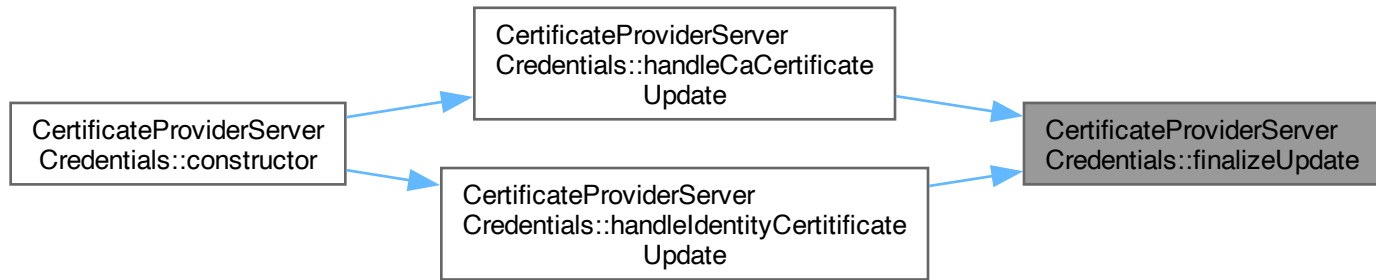 CertificateProviderServer
Credentials::constructor
CertificateProviderServer
Credentials::handleCaCertificate
Update
CertificateProviderServer
Credentials::handleIdentityCertitificate
Update
CertificateProviderServer
Credentials::finalizeUpdate